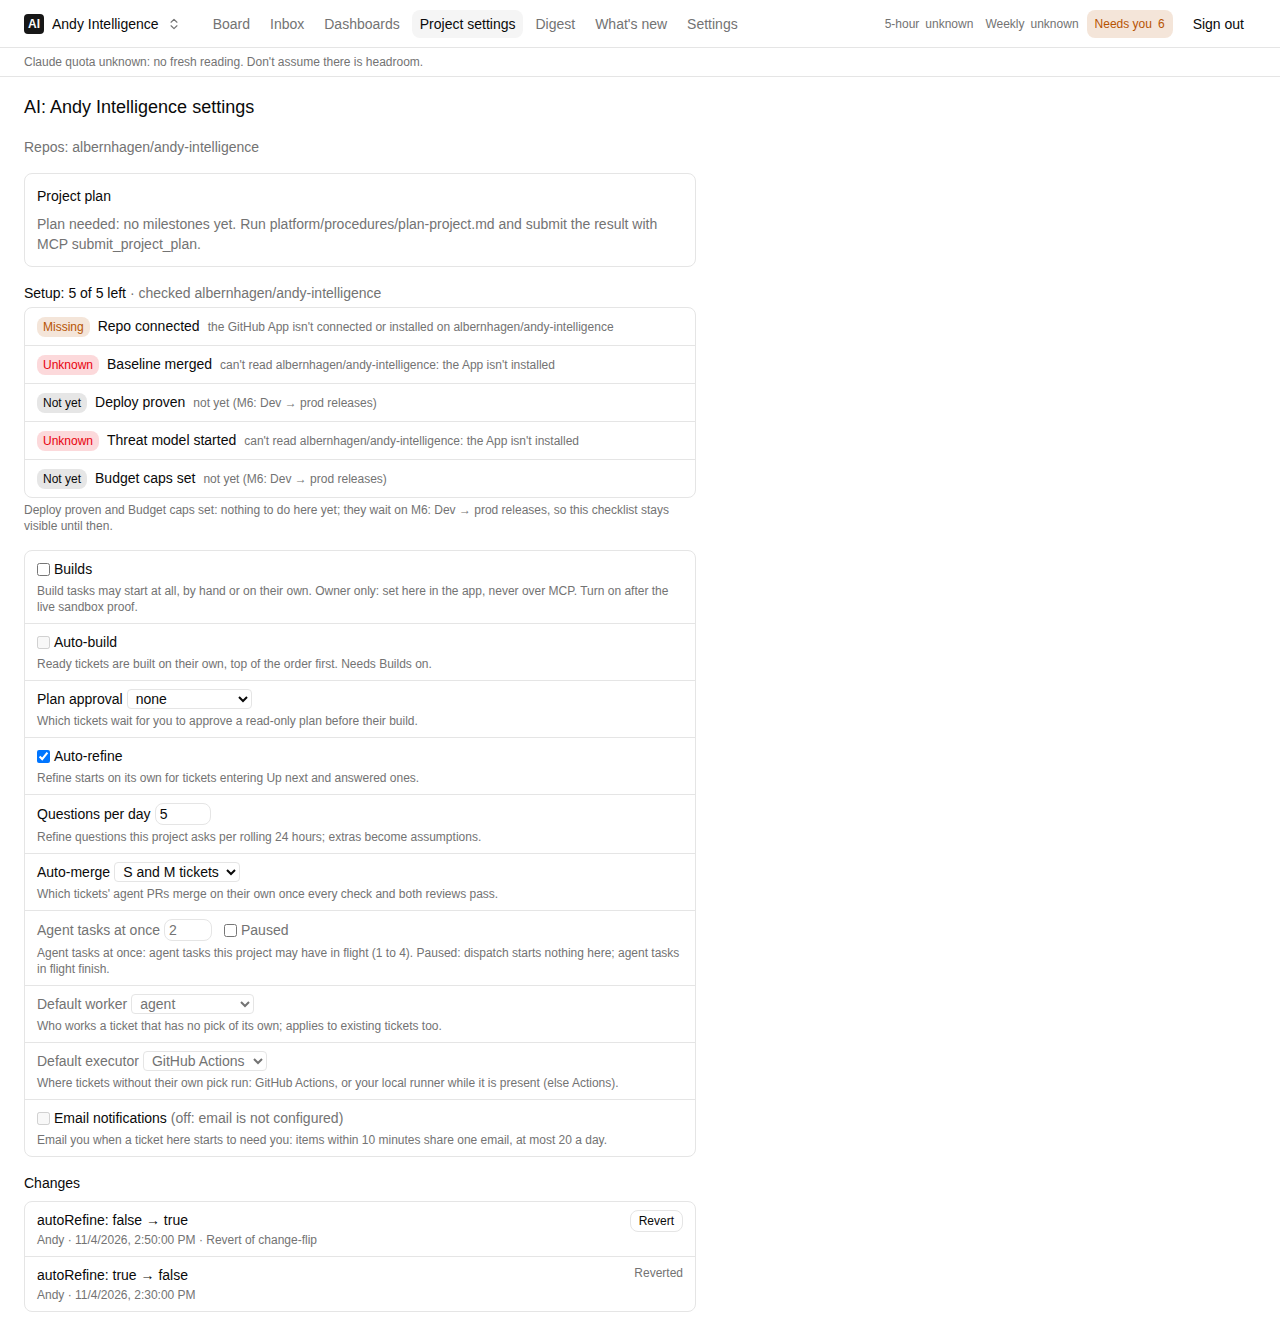 AI Andy Intelligence Board Inbox Dashboards Project settings Digest What's new Settings 5-hour unknown Weekly unknown Needs you 6 Sign out
Claude quota unknown: no fresh reading. Don't assume there is headroom.
AI: Andy Intelligence settings
Repos: albernhagen/andy-intelligence
Project plan
Plan needed: no milestones yet. Run platform/procedures/plan-project.md and submit the result with
MCP submit_project_plan.
Setup: 5 of 5 left · checked albernhagen/andy-intelligence
Missing Repo connected the GitHub App isn't connected or installed on albernhagen/andy-intelligence
Unknown Baseline merged can't read albernhagen/andy-intelligence: the App isn't installed
Not yet Deploy proven not yet (M6: Dev → prod releases)
Unknown Threat model started can't read albernhagen/andy-intelligence: the App isn't installed
Not yet Budget caps set not yet (M6: Dev → prod releases)
Deploy proven and Budget caps set: nothing to do here yet; they wait on M6: Dev → prod releases, so this checklist stays
visible until then.
Builds
Build tasks may start at all, by hand or on their own. Owner only: set here in the app, never over MCP. Turn on after the
live sandbox proof.
Auto-build
Ready tickets are built on their own, top of the order first. Needs Builds on.
Plan approval none
Which tickets wait for you to approve a read-only plan before their build.
Auto-refine
Refine starts on its own for tickets entering Up next and answered ones.
Questions per day 5
Refine questions this project asks per rolling 24 hours; extras become assumptions.
Auto-merge S and M tickets
Which tickets' agent PRs merge on their own once every check and both reviews pass.
Agent tasks at once 2 Paused
Agent tasks at once: agent tasks this project may have in flight (1 to 4). Paused: dispatch starts nothing here; agent tasks
in flight finish.
Default worker agent
Who works a ticket that has no pick of its own; applies to existing tickets too.
Default executor GitHub Actions
Where tickets without their own pick run: GitHub Actions, or your local runner while it is present (else Actions).
Email notifications (off: email is not configured)
Email you when a ticket here starts to need you: items within 10 minutes share one email, at most 20 a day.
Changes
autoRefine: false → true Revert
Andy · 11/4/2026, 2:50:00 PM · Revert of change-flip
autoRefine: true → false Reverted
Andy · 11/4/2026, 2:30:00 PM